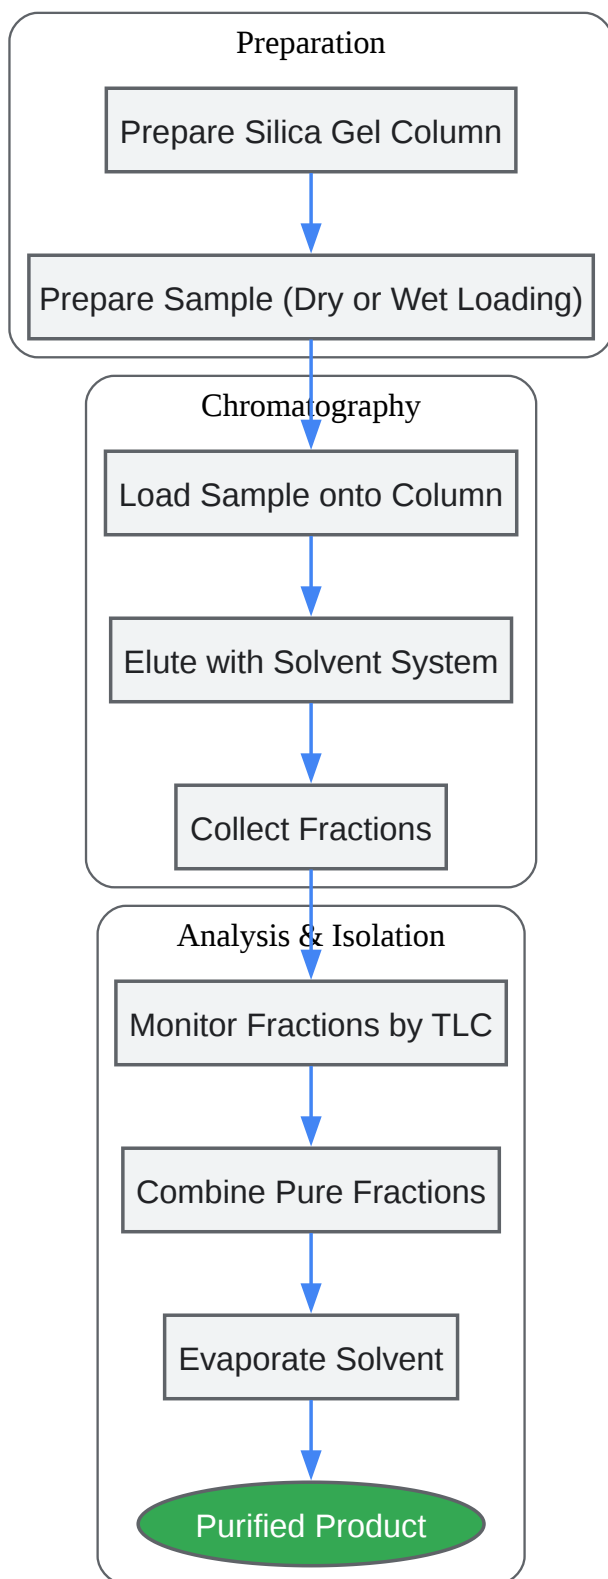 Preparation
Prepare Silica Gel Column
Prepare Sample (Dry or Wet Loading)
Chromatography
Load Sample onto Column
Elute with Solvent System
Collect Fractions
Analysis & Isolation
Monitor Fractions by TLC
Combine Pure Fractions
Evaporate Solvent
Purified Product